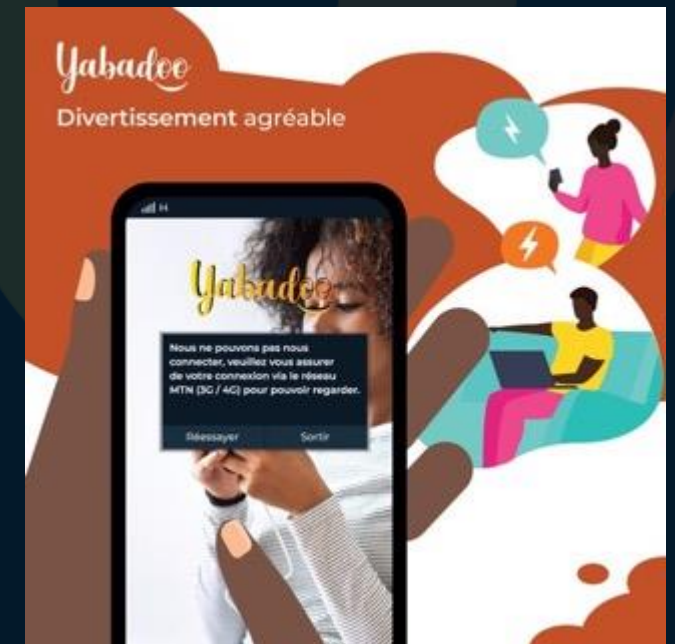 Yabadoo
Divertissement agréable
H
Yabadoo
Nous ne pouvons pas nous
connecter, veuillez vous assurer
de votre connexion via le réseau
MTN (3G / 4G) pour pouvoir regarder.
Réessayer Sortir